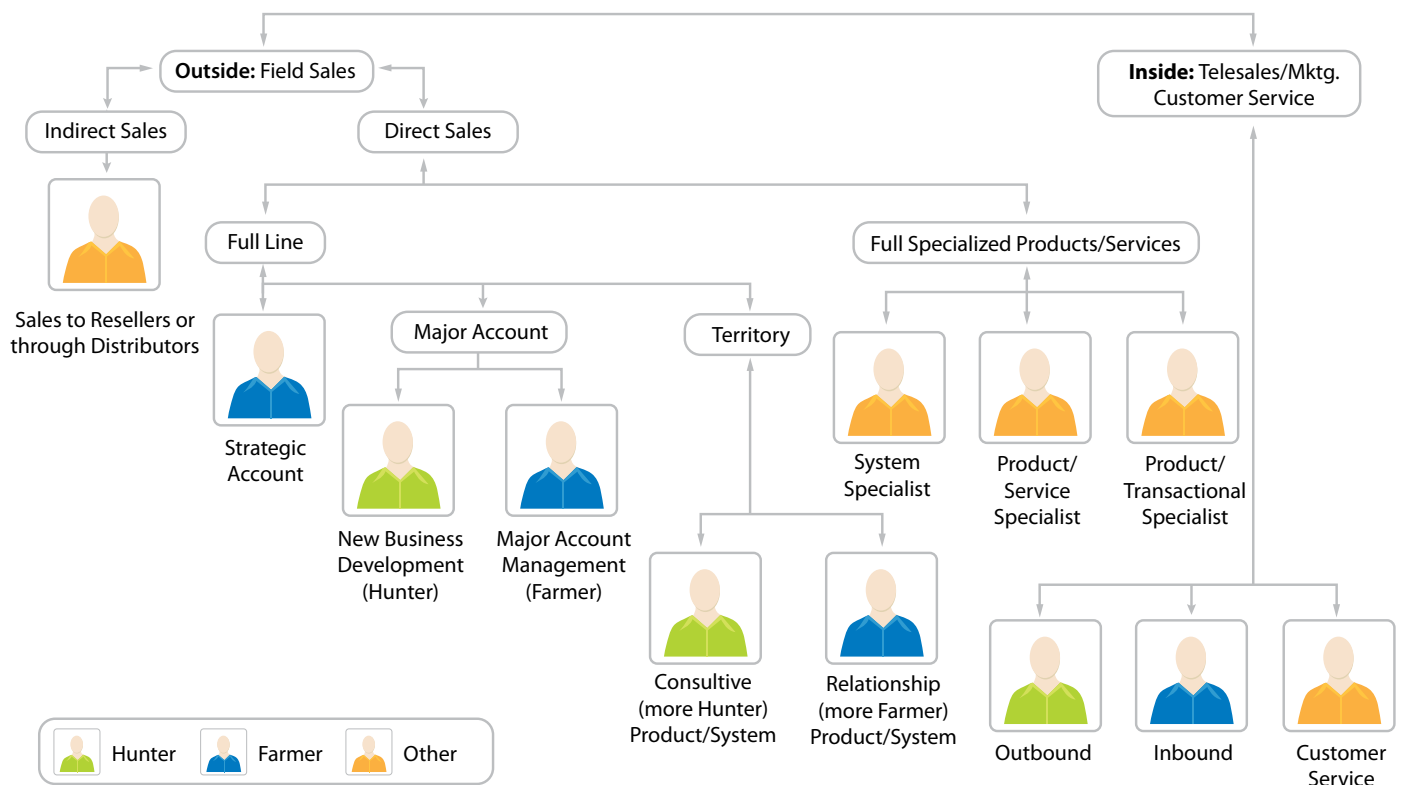 Outside: Field Sales
Inside: Telesales/Mktg.
Customer Service
Indirect Sales
Direct Sales
Full Line
Full Specialized Products/Services
Sales to Resellers or
through Distributors
Major Account
Territory
Strategic
Account
System
Specialist
Product/
Service
Specialist
Product/
Transactional
Specialist
New Business
Development
(Hunter)
Major Account
Management
(Farmer)
Consultive
(more Hunter)
Product/System
Relationship
(more Farmer)
Product/System
Outbound
Inbound
Customer
Service
Hunter
Farmer
Other